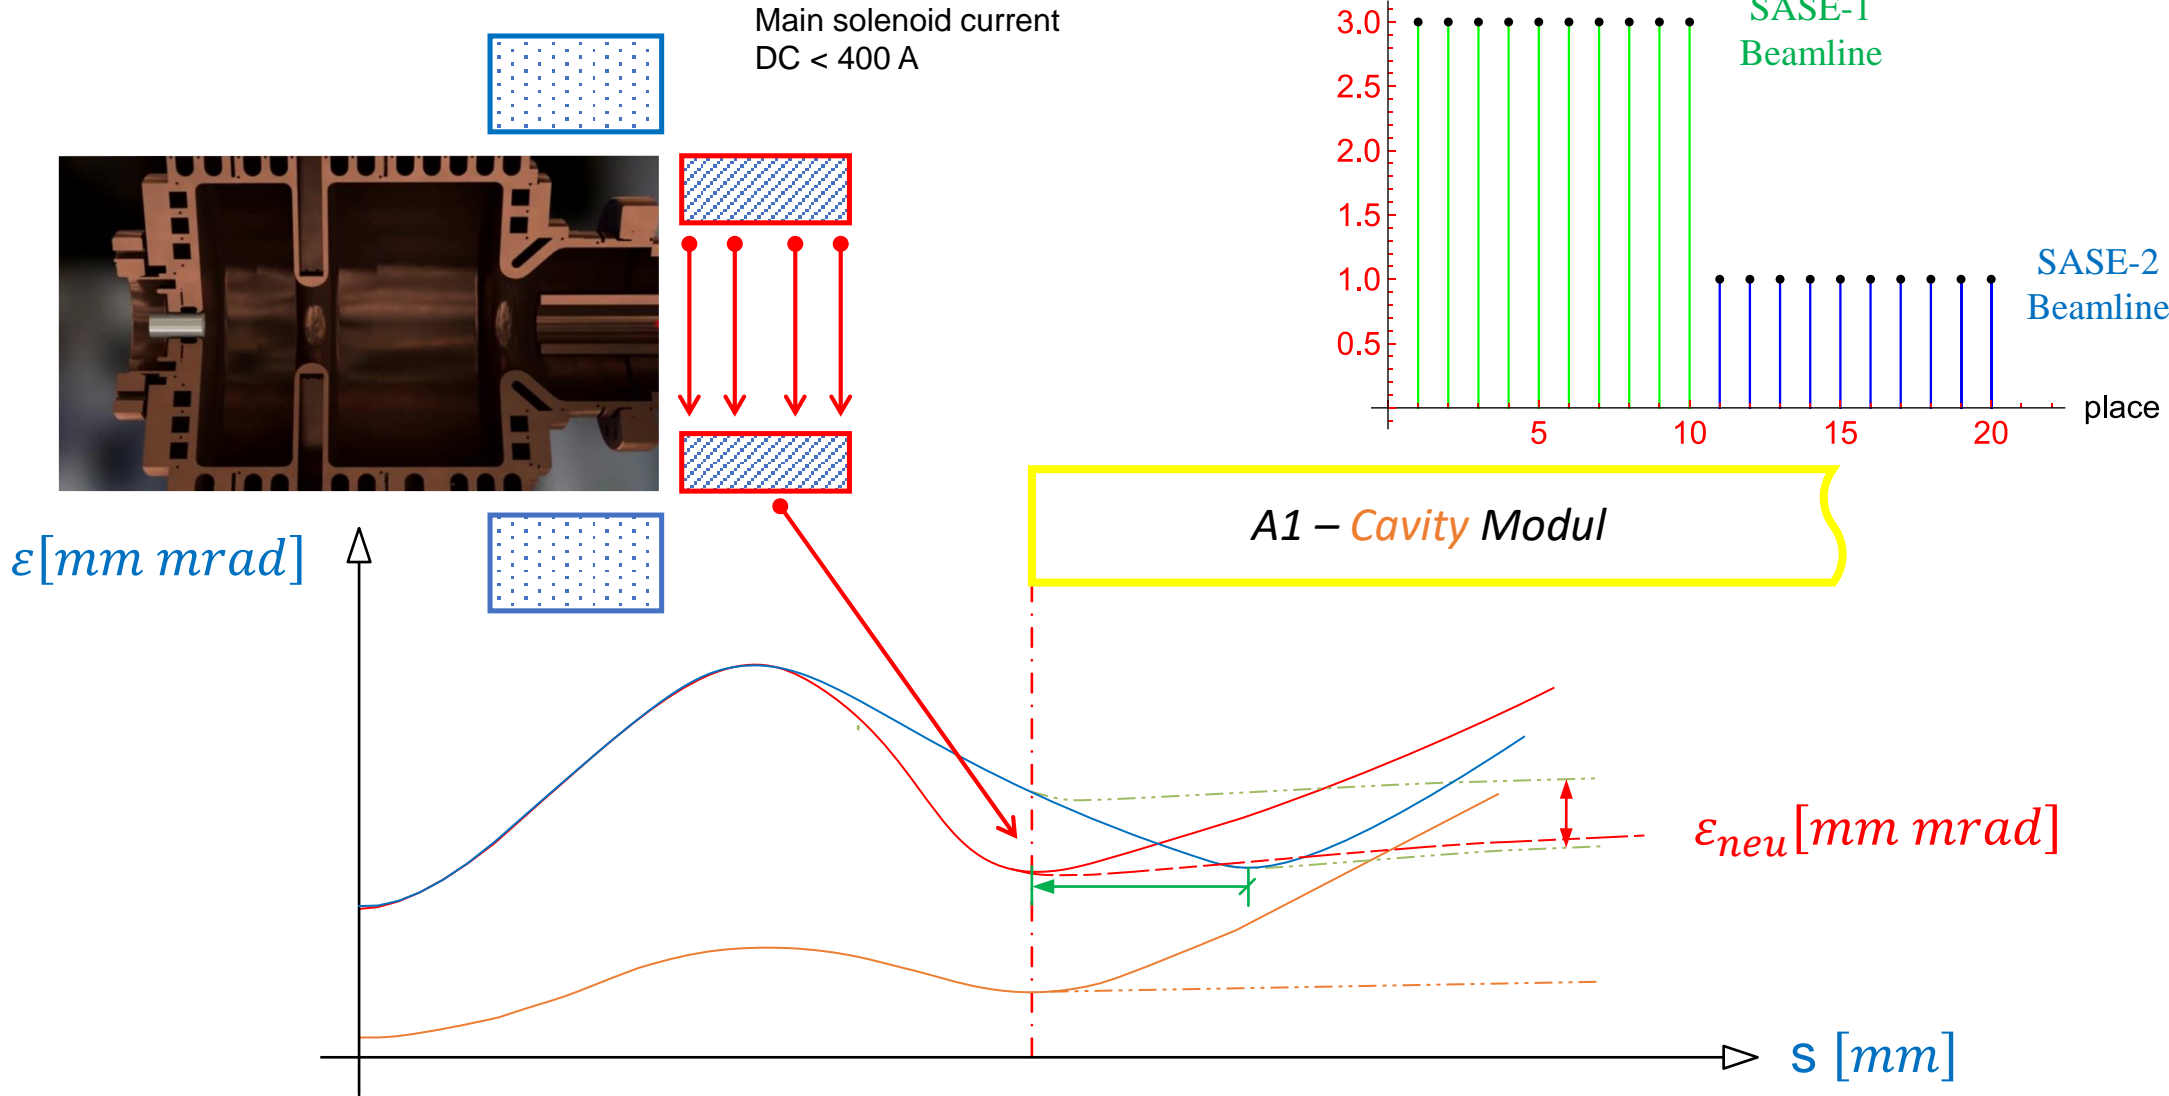 Main solenoid current
DC < 400 A
SASE-1
Beamline
3.0
2.5
2.0
1.5
1.0
0.5
SASE-2
Beamline
place
5 10 15 20
A1 – Cavity Modul
ε[mm mrad]
εneu[mm mrad]
s [mm]